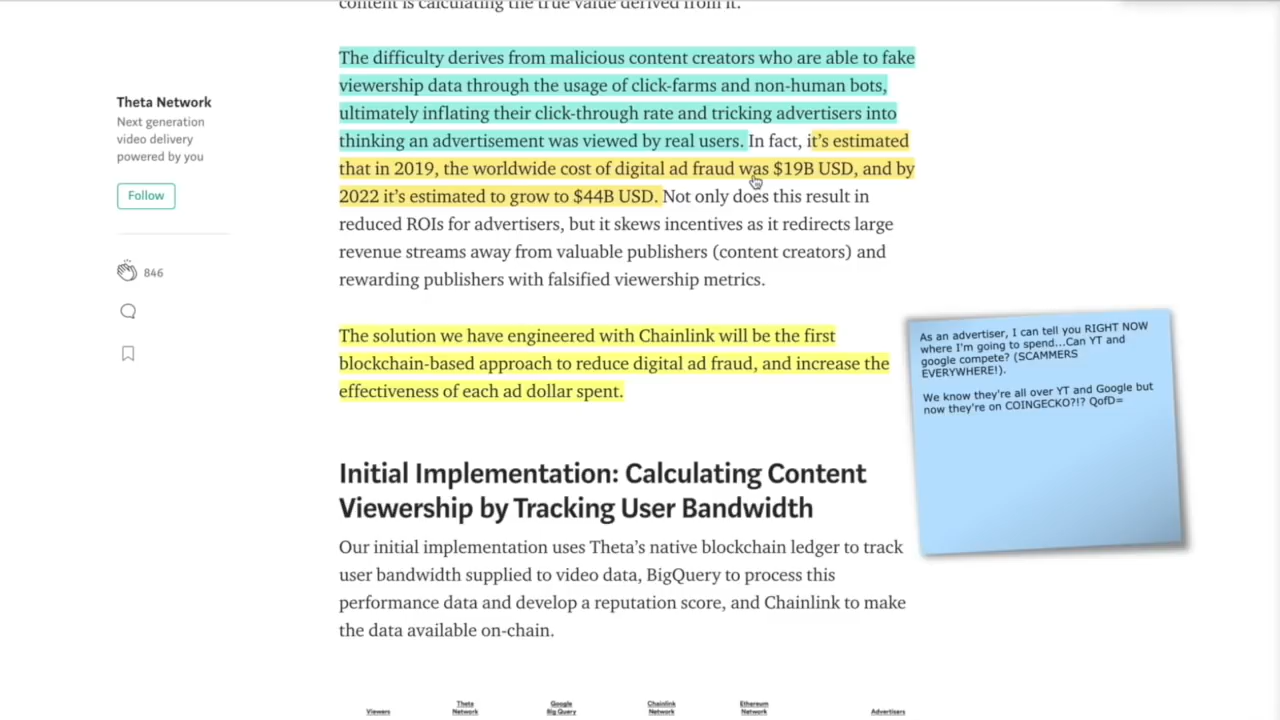 content is calculating the true value derived from it.
The difficulty derives from malicious content creators who are able to fake
viewership data through the usage of click-farms and non-human bots,
ultimately inflating their click-through rate and tricking advertisers into
thinking an advertisement was viewed by real users. In fact, it’s estimated
that in 2019, the worldwide cost of digital ad fraud was $19B USD, and by
2022 it’s estimated to grow to $44B USD. Not only does this result in
reduced ROIs for advertisers, but it skews incentives as it redirects large
revenue streams away from valuable publishers (content creators) and
rewarding publishers with falsified viewership metrics.
Theta Network
Next generation
video delivery
powered by you
Follow
846
The solution we have engineered with Chainlink will be the first
blockchain-based approach to reduce digital ad fraud, and increase the
effectiveness of each ad dollar spent.
As an advertiser, I can tell you RIGHT NOW
where I'm going to spend...Can YT and
google compete? (SCAMMERS
EVERYWHERE!).
We know they're all over YT and Google but
now they're on COINGECKO?!? QofD=
Initial Implementation: Calculating Content
Viewership by Tracking User Bandwidth
Our initial implementation uses Theta’s native blockchain ledger to track
user bandwidth supplied to video data, BigQuery to process this
performance data and develop a reputation score, and Chainlink to make
the data available on-chain.
Viewers
Theta
Network
Google
Big Query
Chainlink
Network
Ethereum
Network
Advertisers